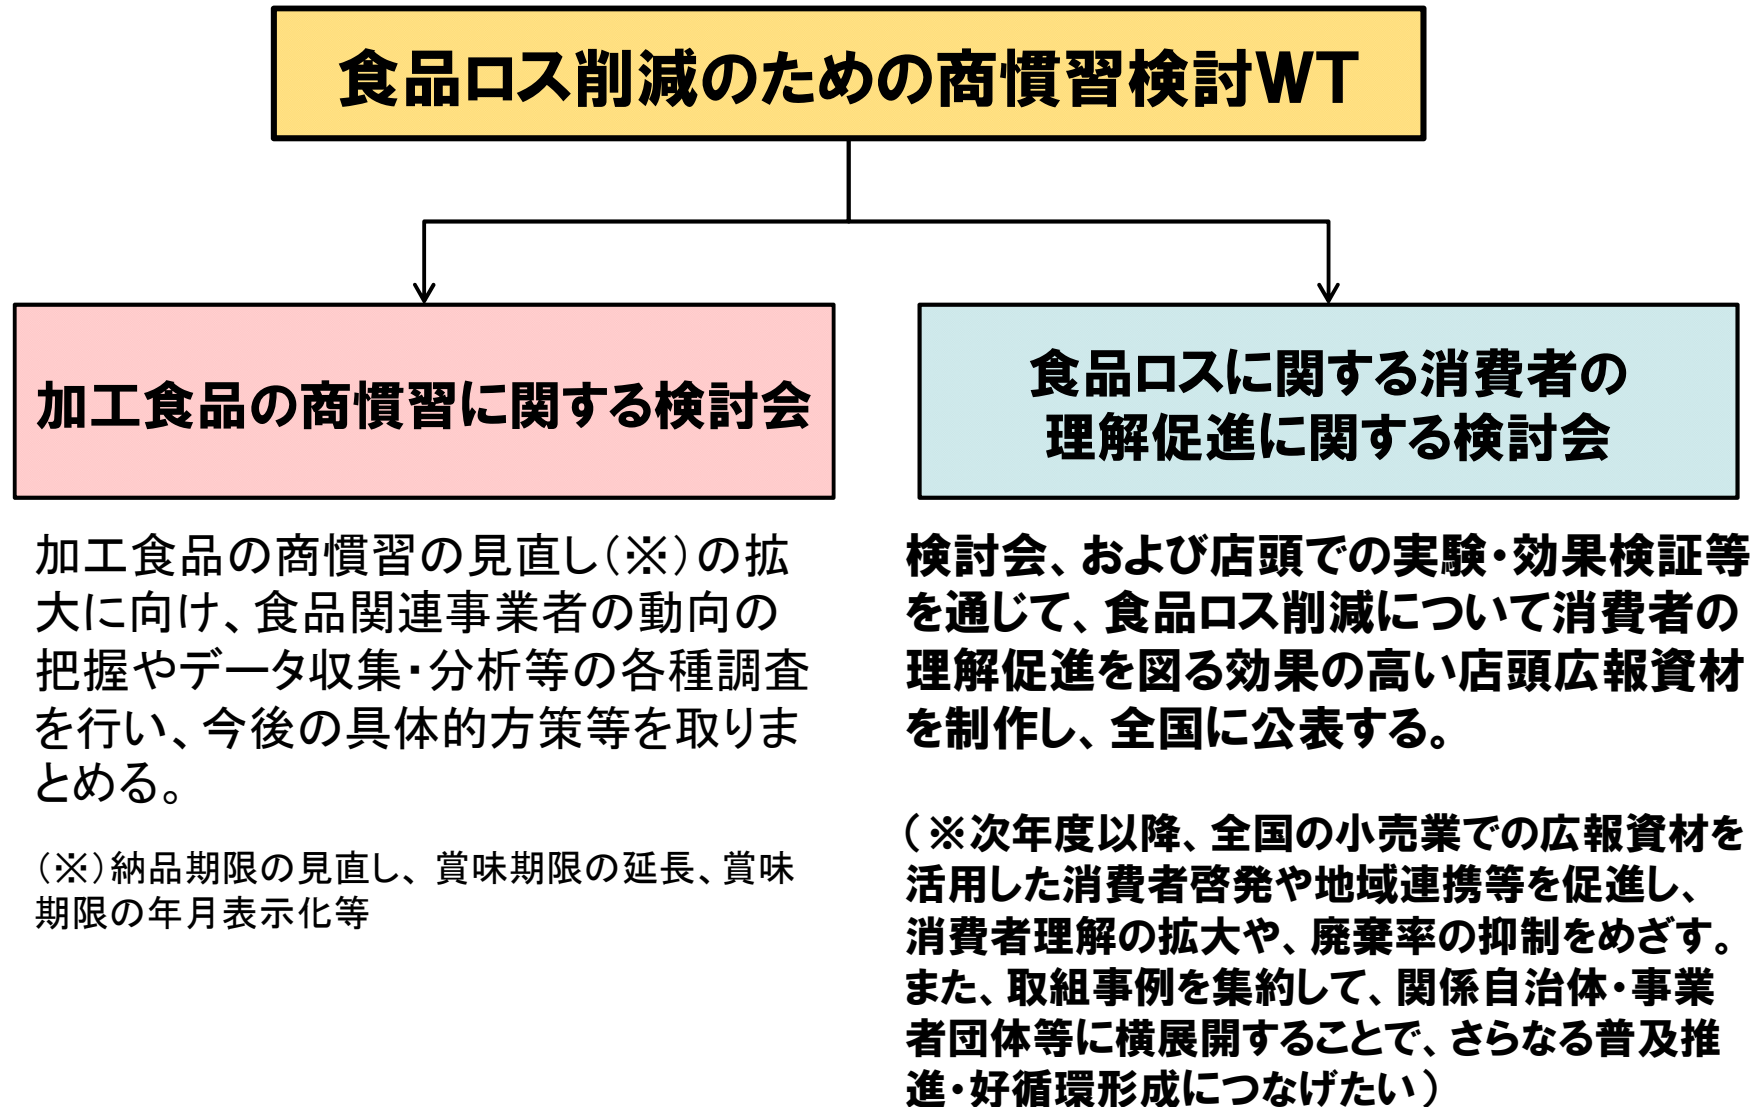 食品ロス削減のための商慣習検討WT
加工食品の商慣習に関する検討会
食品ロスに関する消費者の
理解促進に関する検討会
加工食品の商慣習の見直し（※）の拡
大に向け、食品関連事業者の動向の
把握やデータ収集・分析等の各種調査
を行い、今後の具体的方策等を取りま
とめる。
（※）納品期限の見直し、賞味期限の延長、賞味
期限の年月表示化等
検討会、および店頭での実験・効果検証等
を通じて、食品ロス削減について消費者の
理解促進を図る効果の高い店頭広報資材
を制作し、全国に公表する。
（※次年度以降、全国の小売業での広報資材を
活用した消費者啓発や地域連携等を促進し、
消費者理解の拡大や、廃棄率の抑制をめざす。
また、取組事例を集約して、関係自治体・事業
者団体等に横展開することで、さらなる普及推
進・好循環形成につなげたい）